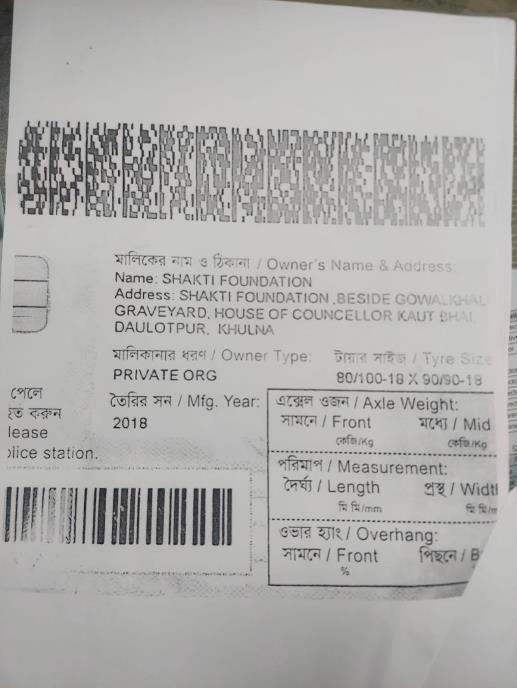 মালিকের নাম ও ঠিকানা / Owner's Name & Address:
Name: SHAKTI FOUNDATION
Address: SHAKTI FOUNDATION ,BESIDE GOWALKHAL
GRAVEYARD, HOUSE OF COUNCELLOR KAUT BHAI,
DAULOTPUR, KHULNA
মালিকানার ধরণ / Owner Type: টায়ার সাইজ / Tyre Size
PRIVATE ORG 80/100-18 X 90/90-18
পেলে তৈরির সন / Mfg. Year: এক্সেল ওজন / Axle Weight:
করুন 2018 সামনে / Front মধ্যে / Mid
lease কেজি/Kg কেজি/Kg
olice station.
পরিমাপ / Measurement:
দৈর্ঘ্য / Length প্রস্থ / Widt
মি মি/mm মি মি/m
ওভার হ্যাং / Overhang:
সামনে / Front পিছনে / B
%